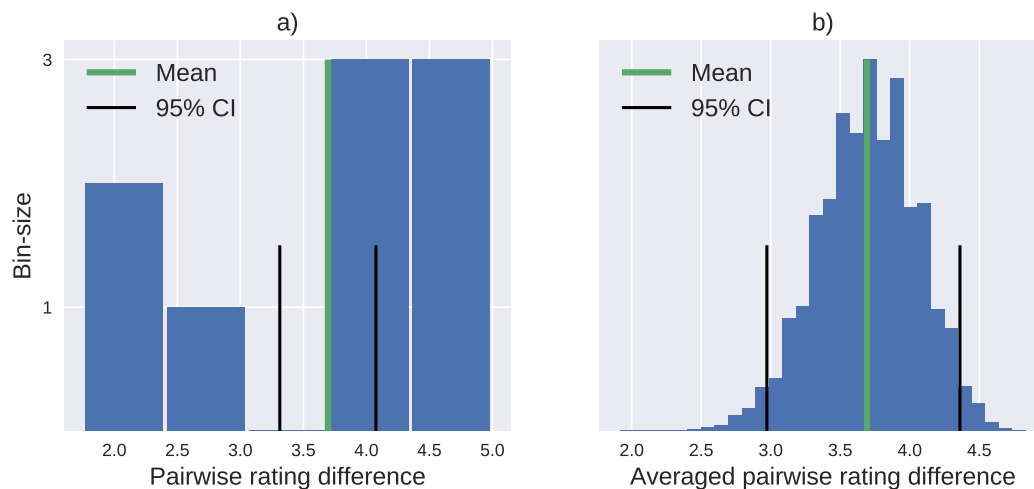 a)
3
1
Bin-size
Mean
95% CI
2.0 2.5 3.0 3.5 4.0 4.5 5.0
Pairwise rating difference
b)
Mean
95% CI
2.0 2.5 3.0 3.5 4.0 4.5
Averaged pairwise rating difference